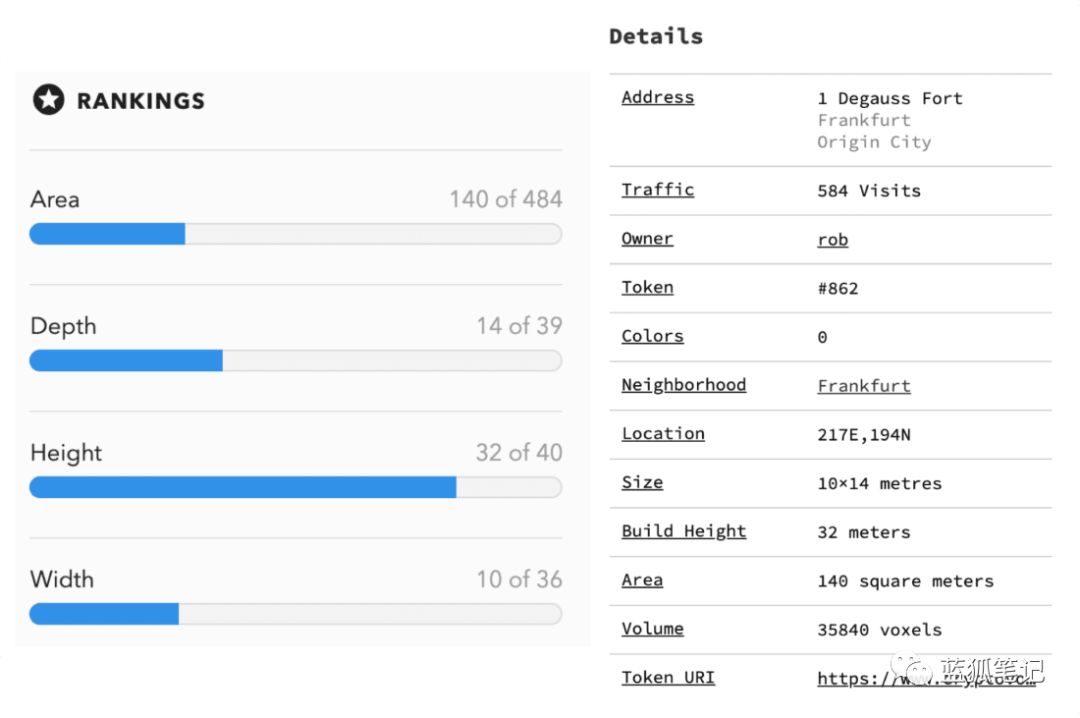 RANKINGS
Area 140 of 484
Depth 14 of 39
Height 32 of 40
Width 10 of 36
Details
Address 1 Degauss Fort
Frankfurt
Origin City
Traffic 584 Visits
Owner rob
Token #862
Colors 0
Neighborhood Frankfurt
Location 217E,194N
Size 10×14 metres
Build Height 32 meters
Area 140 square meters
Volume 35840 voxels
Token URI https://www.cryptovo…
蓝狐笔记